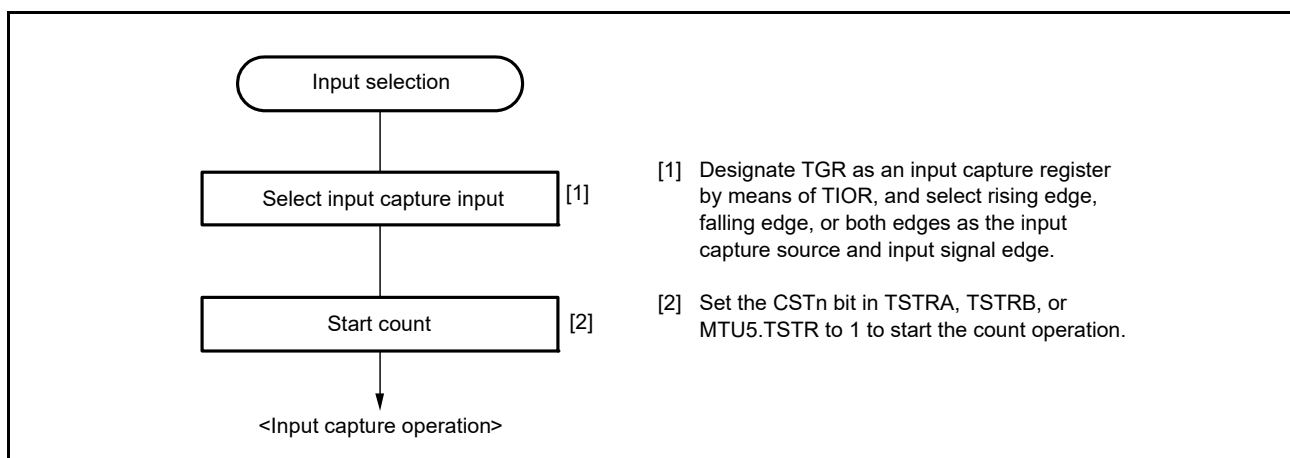 Input selection
Select input capture input
[1]
Start count
[2]
<Input capture operation>
[1] Designate TGR as an input capture register
by means of TIOR, and select rising edge,
falling edge, or both edges as the input
capture source and input signal edge.
[2] Set the CSTn bit in TSTRA, TSTRB, or
MTU5.TSTR to 1 to start the count operation.